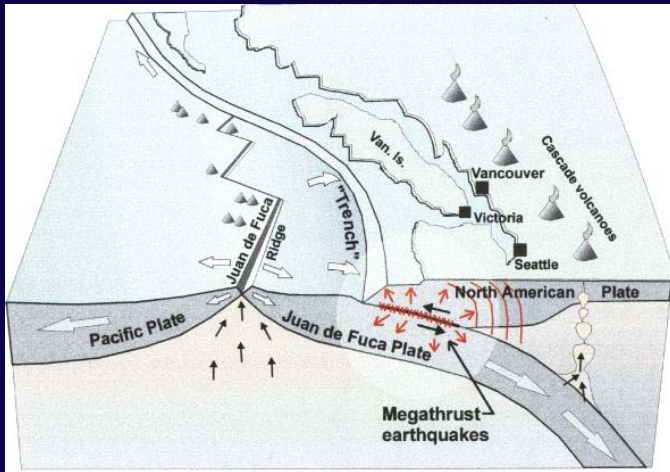 Van. Is.
Vancouver
Cascade volcanoes
"Trench"
Victoria
Seattle
Juan de Fuca
Ridge
North American
Plate
Pacific Plate
Juan de Fuca Plate
Megathrust
earthquakes